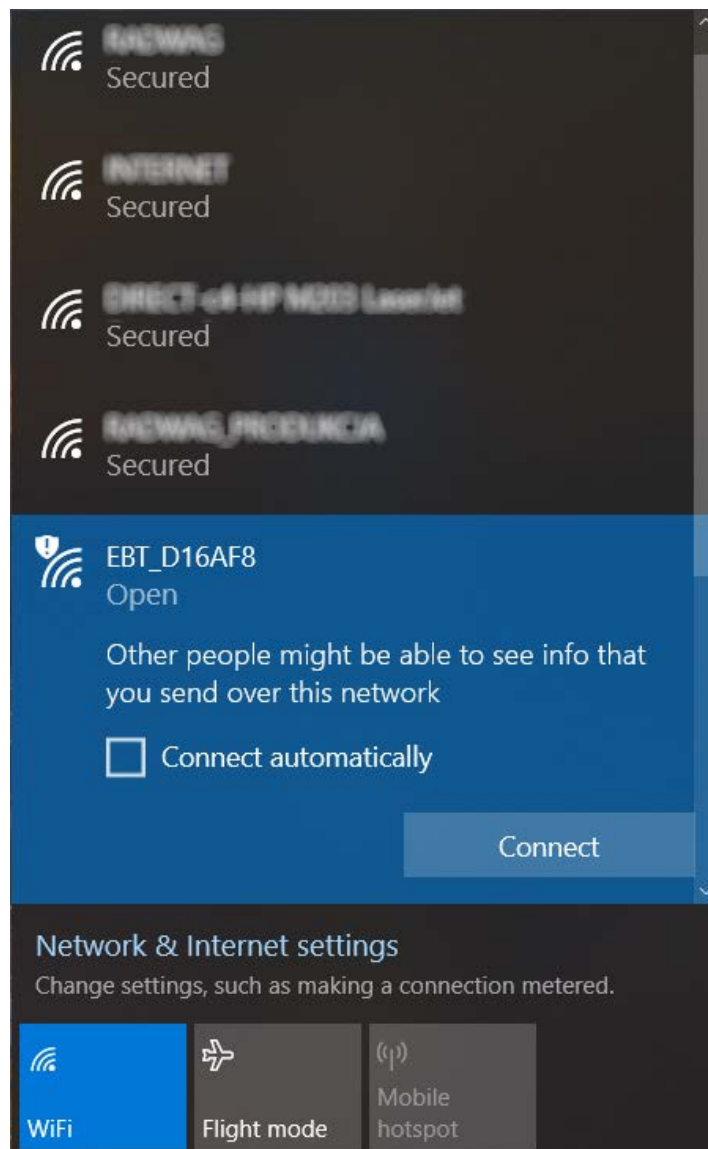 Secured
Secured
Secured
Secured
EBT_D16AF8
Open
Other people might be able to see info that
you send over this network
Connect automatically
Connect
Network & Internet settings
Change settings, such as making a connection metered.
WiFi
Flight mode
Mobile
hotspot